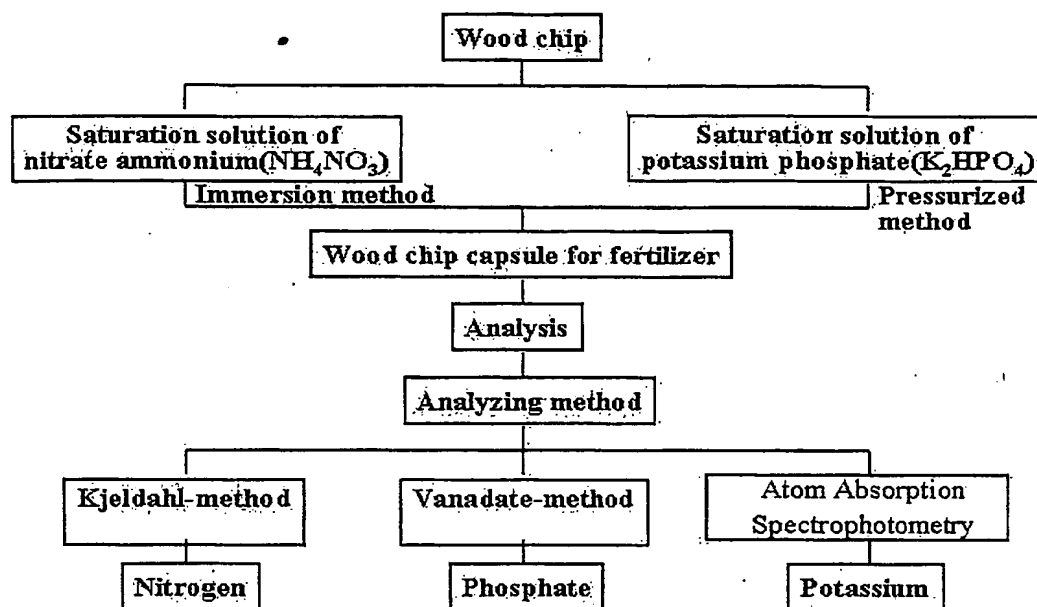 Wood chip
Saturation solution of
nitrate ammonium(NH₄NO₃)
Saturation solution of
potassium phosphate(K₂HPO₄)
Immersion method
Pressurized
method
Wood chip capsule for fertilizer
Analysis
Analyzing method
Kjeldahl-method
Vanadate-method
Atom Absorption
Spectrophotometry
Nitrogen
Phosphate
Potassium